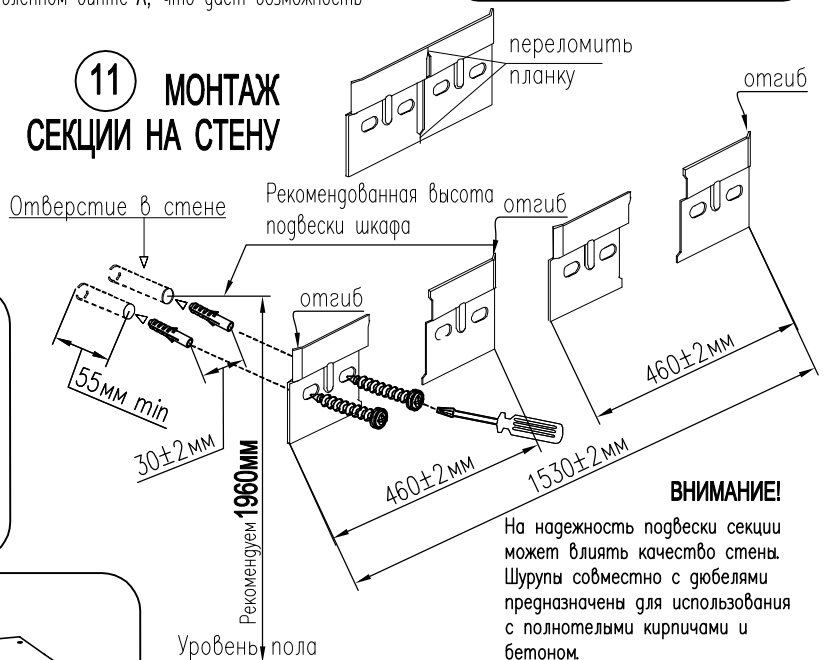 11 МОНТАЖ
СЕКЦИИ НА СТЕНУ
переломить
планку
отгиб
Рекомендованная высота
подвески шкафа
Отверстие в стене
отгиб
отгиб
55мм min
30±2мм
Рекомендуем 1960мм
460±2мм
460±2мм
1530±2мм
Уровень пола
ВНИМАНИЕ!
На надежность подвески секции
может влиять качество стены.
Шурупы совместно с дюбелями
предназначены для использования
с полнотелыми кирпичами и
бетоном.